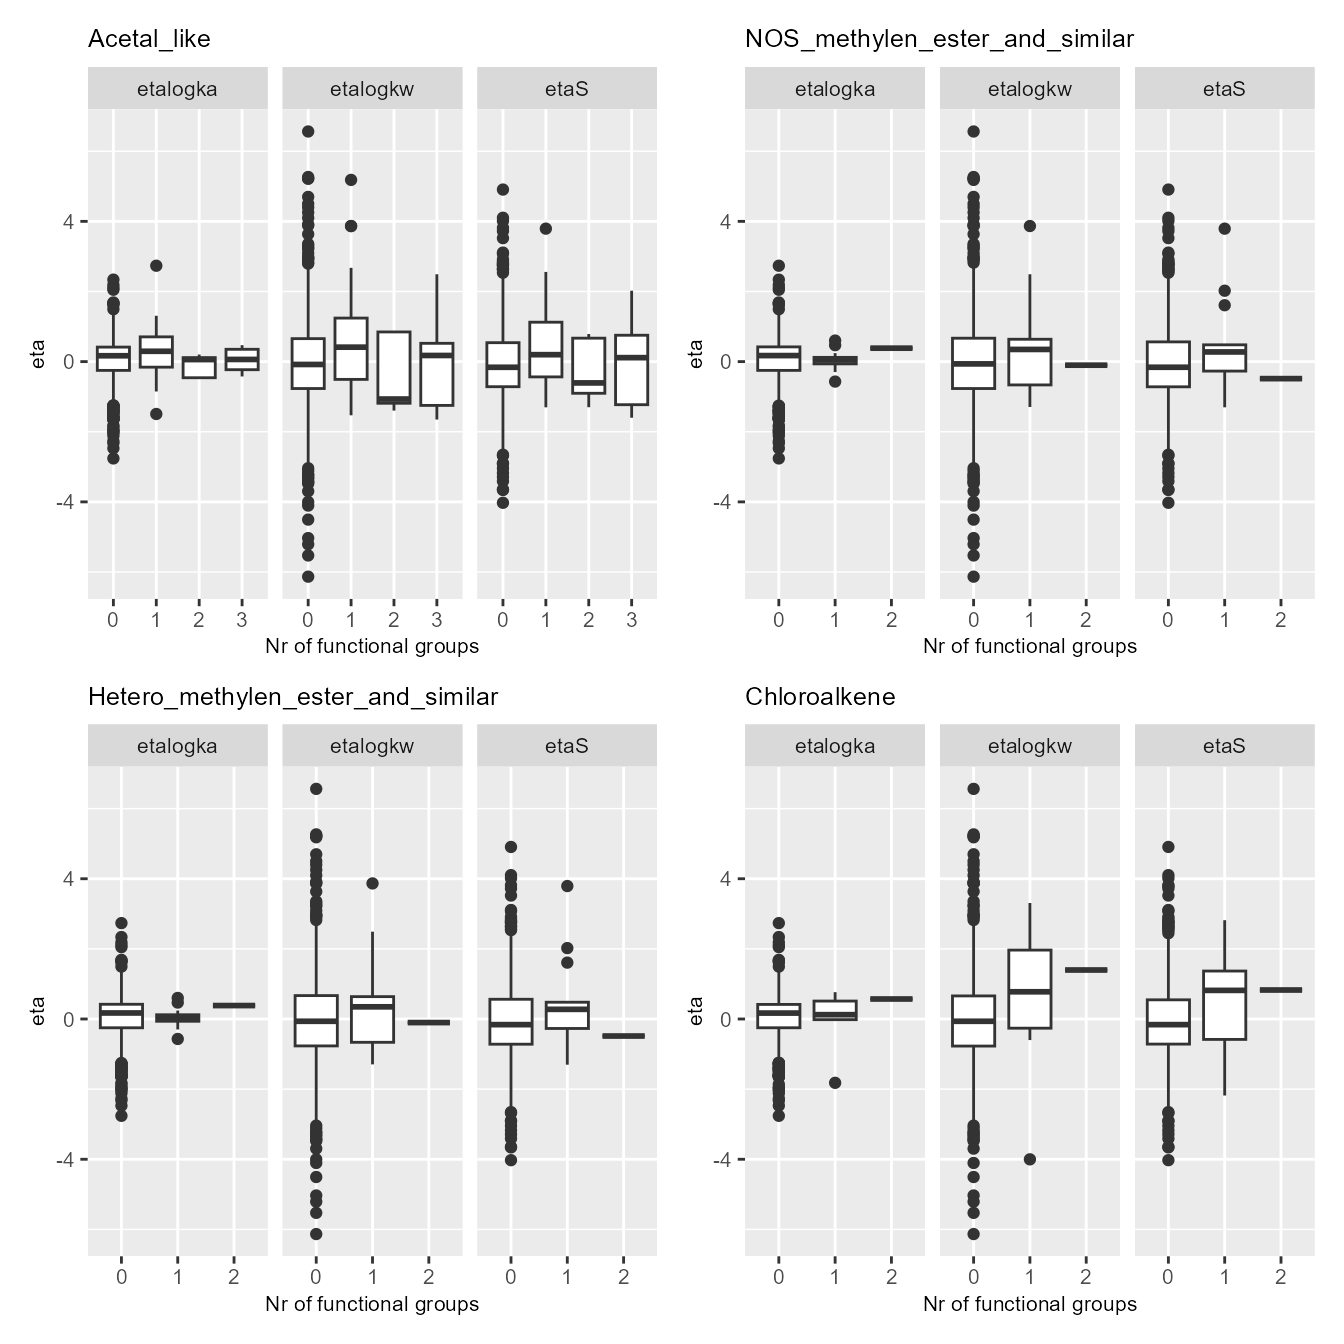 Acetal_like
etalogka etalogkw etaS
4
0
-4
eta
0 1 2 3 0 1 2 3 0 1 2 3
Nr of functional groups
NOS_methylen_ester_and_similar
etalogka etalogkw etaS
4
0
-4
eta
0 1 2 0 1 2 0 1 2
Nr of functional groups
Hetero_methylen_ester_and_similar
etalogka etalogkw etaS
4
0
-4
eta
0 1 2 0 1 2 0 1 2
Nr of functional groups
Chloroalkene
etalogka etalogkw etaS
4
0
-4
eta
0 1 2 0 1 2 0 1 2
Nr of functional groups